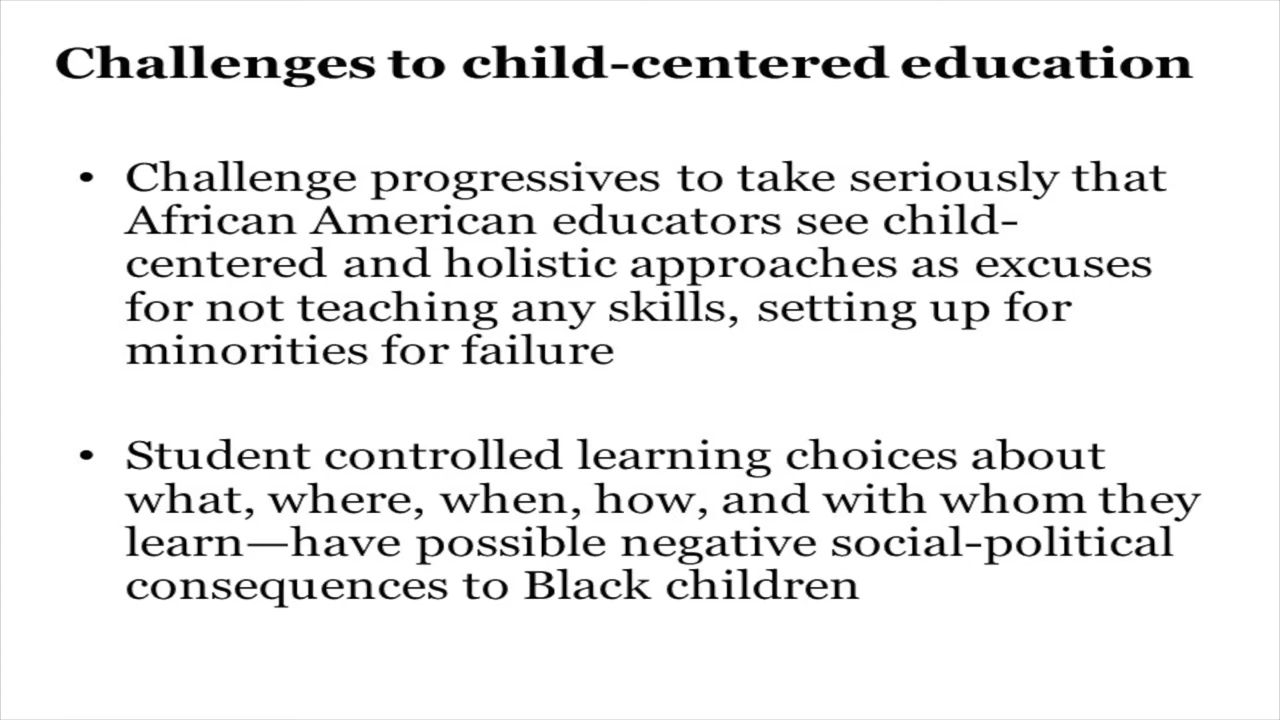 Challenges to child-centered education
• Challenge progressives to take seriously that
African American educators see child-
centered and holistic approaches as excuses
for not teaching any skills, setting up for
minorities for failure
• Student controlled learning choices about
what, where, when, how, and with whom they
learn—have possible negative social-political
consequences to Black children